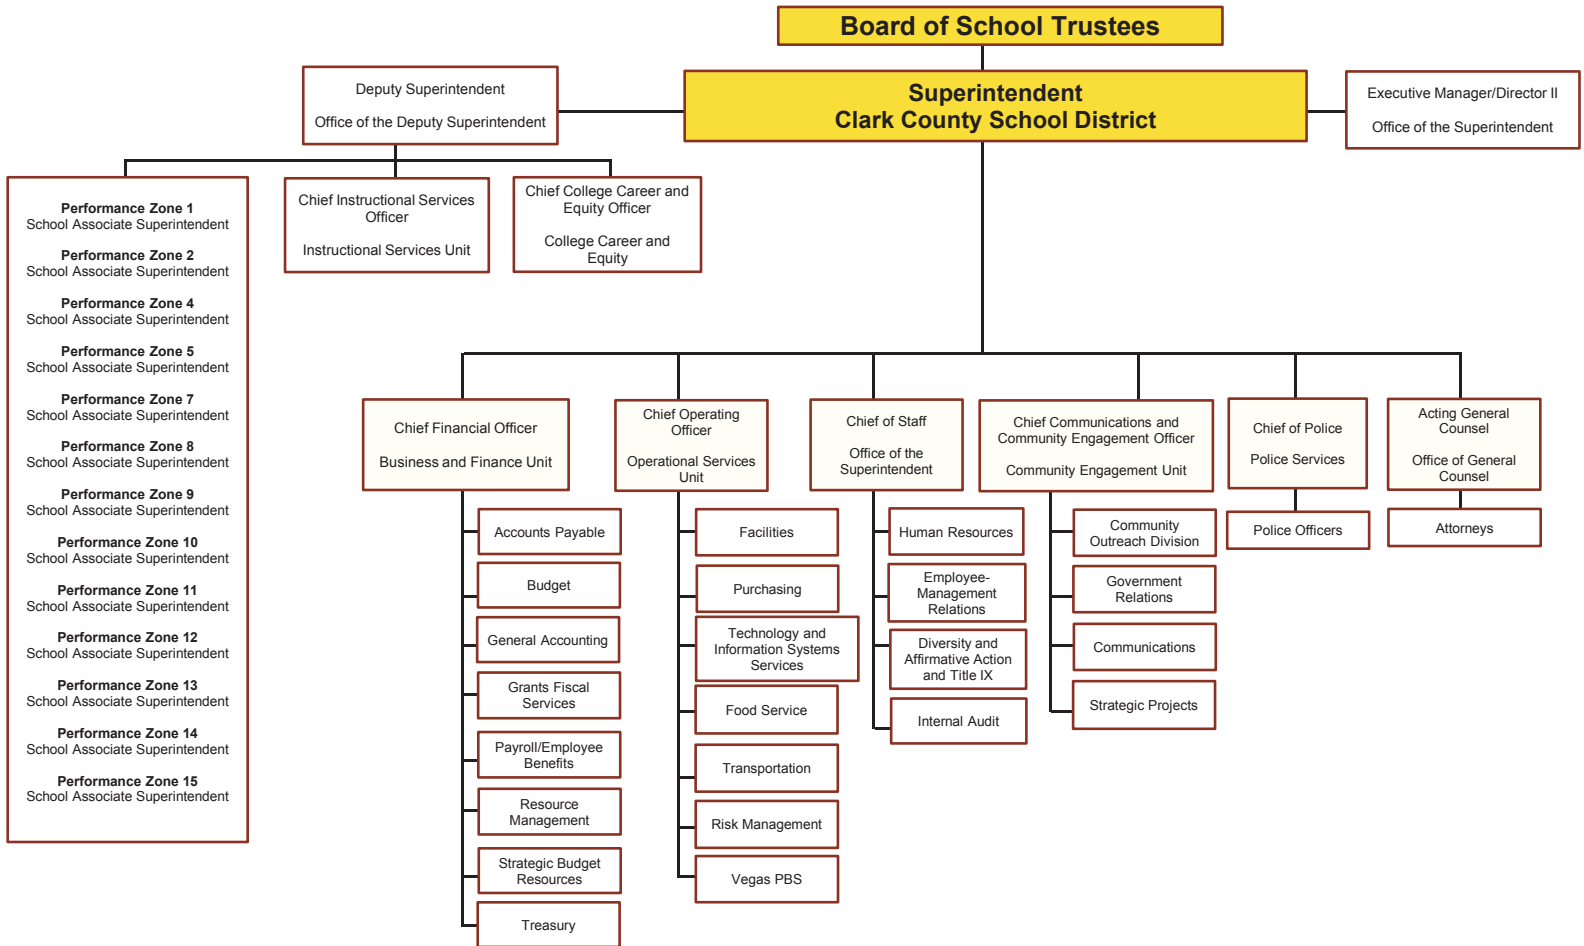 Board of School Trustees
Deputy Superintendent
Office of the Deputy Superintendent
Superintendent
Clark County School District
Executive Manager/Director II
Office of the Superintendent
Performance Zone 1
School Associate Superintendent
Performance Zone 2
School Associate Superintendent
Performance Zone 4
School Associate Superintendent
Performance Zone 5
School Associate Superintendent
Performance Zone 7
School Associate Superintendent
Performance Zone 8
School Associate Superintendent
Performance Zone 9
School Associate Superintendent
Performance Zone 10
School Associate Superintendent
Performance Zone 11
School Associate Superintendent
Performance Zone 12
School Associate Superintendent
Performance Zone 13
School Associate Superintendent
Performance Zone 14
School Associate Superintendent
Performance Zone 15
School Associate Superintendent
Chief Instructional Services
Officer
Instructional Services Unit
Chief College Career and
Equity Officer
College Career and
Equity
Chief Financial Officer
Business and Finance Unit
Accounts Payable
Budget
General Accounting
Grants Fiscal
Services
Payroll/Employee
Benefits
Resource
Management
Strategic Budget
Resources
Treasury
Chief Operating
Officer
Operational Services
Unit
Facilities
Purchasing
Technology and
Information Systems
Services
Food Service
Transportation
Risk Management
Vegas PBS
Chief of Staff
Office of the
Superintendent
Human Resources
Employee-
Management
Relations
Diversity and
Affirmative Action
and Title IX
Internal Audit
Chief Communications and
Community Engagement Officer
Community Engagement Unit
Community
Outreach Division
Government
Relations
Communications
Strategic Projects
Chief of Police
Police Services
Police Officers
Acting General
Counsel
Office of General
Counsel
Attorneys